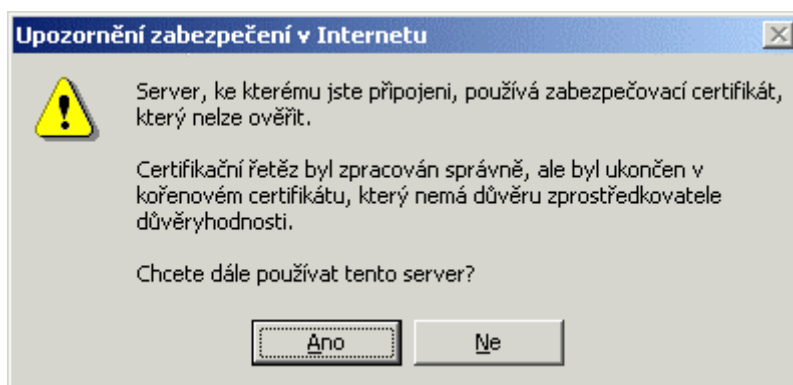 Upozornění zabezpečení v Internetu
Server, ke kterému jste připojeni, používá zabezpečovací certifikát,
který nelze ověřit.
Certifikační řetěz byl zpracován správně, ale byl ukončen v
kořenovém certifikátu, který nemá důvěru zprostředkovatele
důvěryhodnosti.
Chcete dále používat tento server?
Ano
Ne